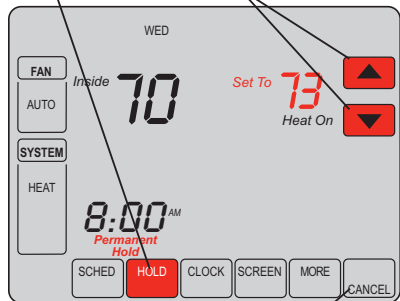 WED
FAN
AUTO
Inside 70
Set To 73
Heat On
SYSTEM
HEAT
8:00 AM
Permanent
Hold
SCHED HOLD CLOCK SCREEN MORE CANCEL